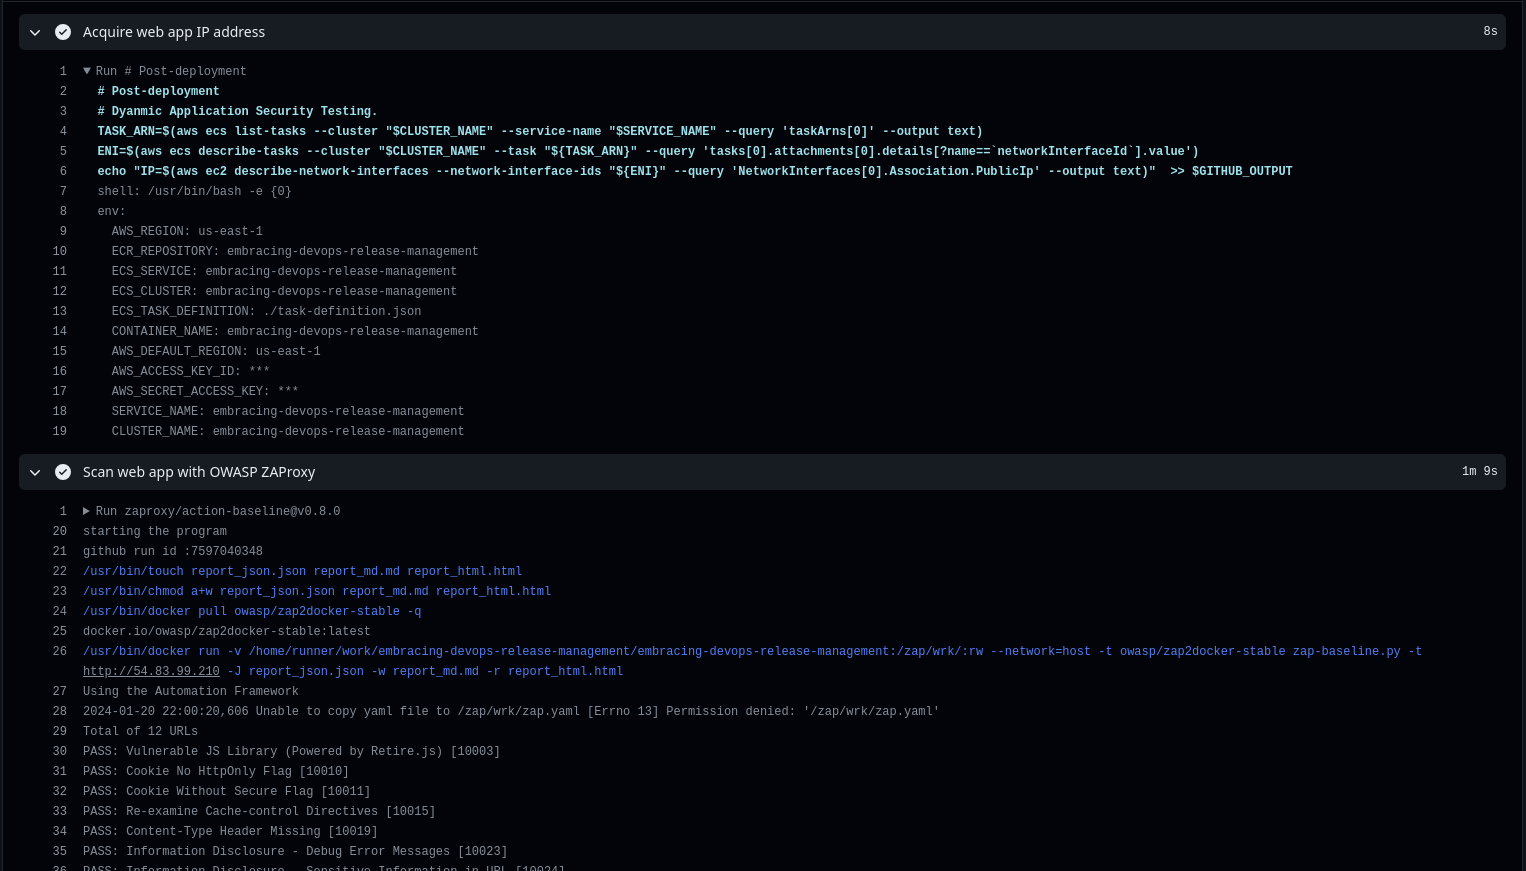 Acquire web app IP address 8s
1 Run # Post-deployment
2 # Post-deployment
3 # Dyanmic Application Security Testing.
4 TASK_ARN=$(aws ecs list-tasks --cluster "$CLUSTER_NAME" --service-name "$SERVICE_NAME" --query 'taskArns[0]' --output text)
5 ENI=$(aws ecs describe-tasks --cluster "$CLUSTER_NAME" --task "${TASK_ARN}" --query 'tasks[0].attachments[0].details[?name==`networkInterfaceId`].value')
6 echo "IP=$(aws ec2 describe-network-interfaces --network-interface-ids "${ENI}" --query 'NetworkInterfaces[0].Association.PublicIp' --output text)"  >> $GITHUB_OUTPUT
7 shell: /usr/bin/bash -e {0}
8 env:
9 AWS_REGION: us-east-1
10 ECR_REPOSITORY: embracing-devops-release-management
11 ECS_SERVICE: embracing-devops-release-management
12 ECS_CLUSTER: embracing-devops-release-management
13 ECS_TASK_DEFINITION: ./task-definition.json
14 CONTAINER_NAME: embracing-devops-release-management
15 AWS_DEFAULT_REGION: us-east-1
16 AWS_ACCESS_KEY_ID: ***
17 AWS_SECRET_ACCESS_KEY: ***
18 SERVICE_NAME: embracing-devops-release-management
19 CLUSTER_NAME: embracing-devops-release-management
Scan web app with OWASP ZAProxy 1m 9s
1 Run zaproxy/action-baseline@v0.8.0
20 starting the program
21 github run id :7597040348
22 /usr/bin/touch report_json.json report_md.md report_html.html
23 /usr/bin/chmod a+w report_json.json report_md.md report_html.html
24 /usr/bin/docker pull owasp/zap2docker-stable -q
25 docker.io/owasp/zap2docker-stable:latest
26 /usr/bin/docker run -v /home/runner/work/embracing-devops-release-management/embracing-devops-release-management:/zap/wrk/:rw --network=host -t owasp/zap2docker-stable zap-baseline.py -t
http://54.83.99.210 -J report_json.json -w report_md.md -r report_html.html
27 Using the Automation Framework
28 2024-01-20 22:00:20,606 Unable to copy yaml file to /zap/wrk/zap.yaml [Errno 13] Permission denied: '/zap/wrk/zap.yaml'
29 Total of 12 URLs
30 PASS: Vulnerable JS Library (Powered by Retire.js) [10003]
31 PASS: Cookie No HttpOnly Flag [10010]
32 PASS: Cookie Without Secure Flag [10011]
33 PASS: Re-examine Cache-control Directives [10015]
34 PASS: Content-Type Header Missing [10019]
35 PASS: Information Disclosure - Debug Error Messages [10023]
36 PASS: Information Disclosure - Sensitive Information in URL [10024]